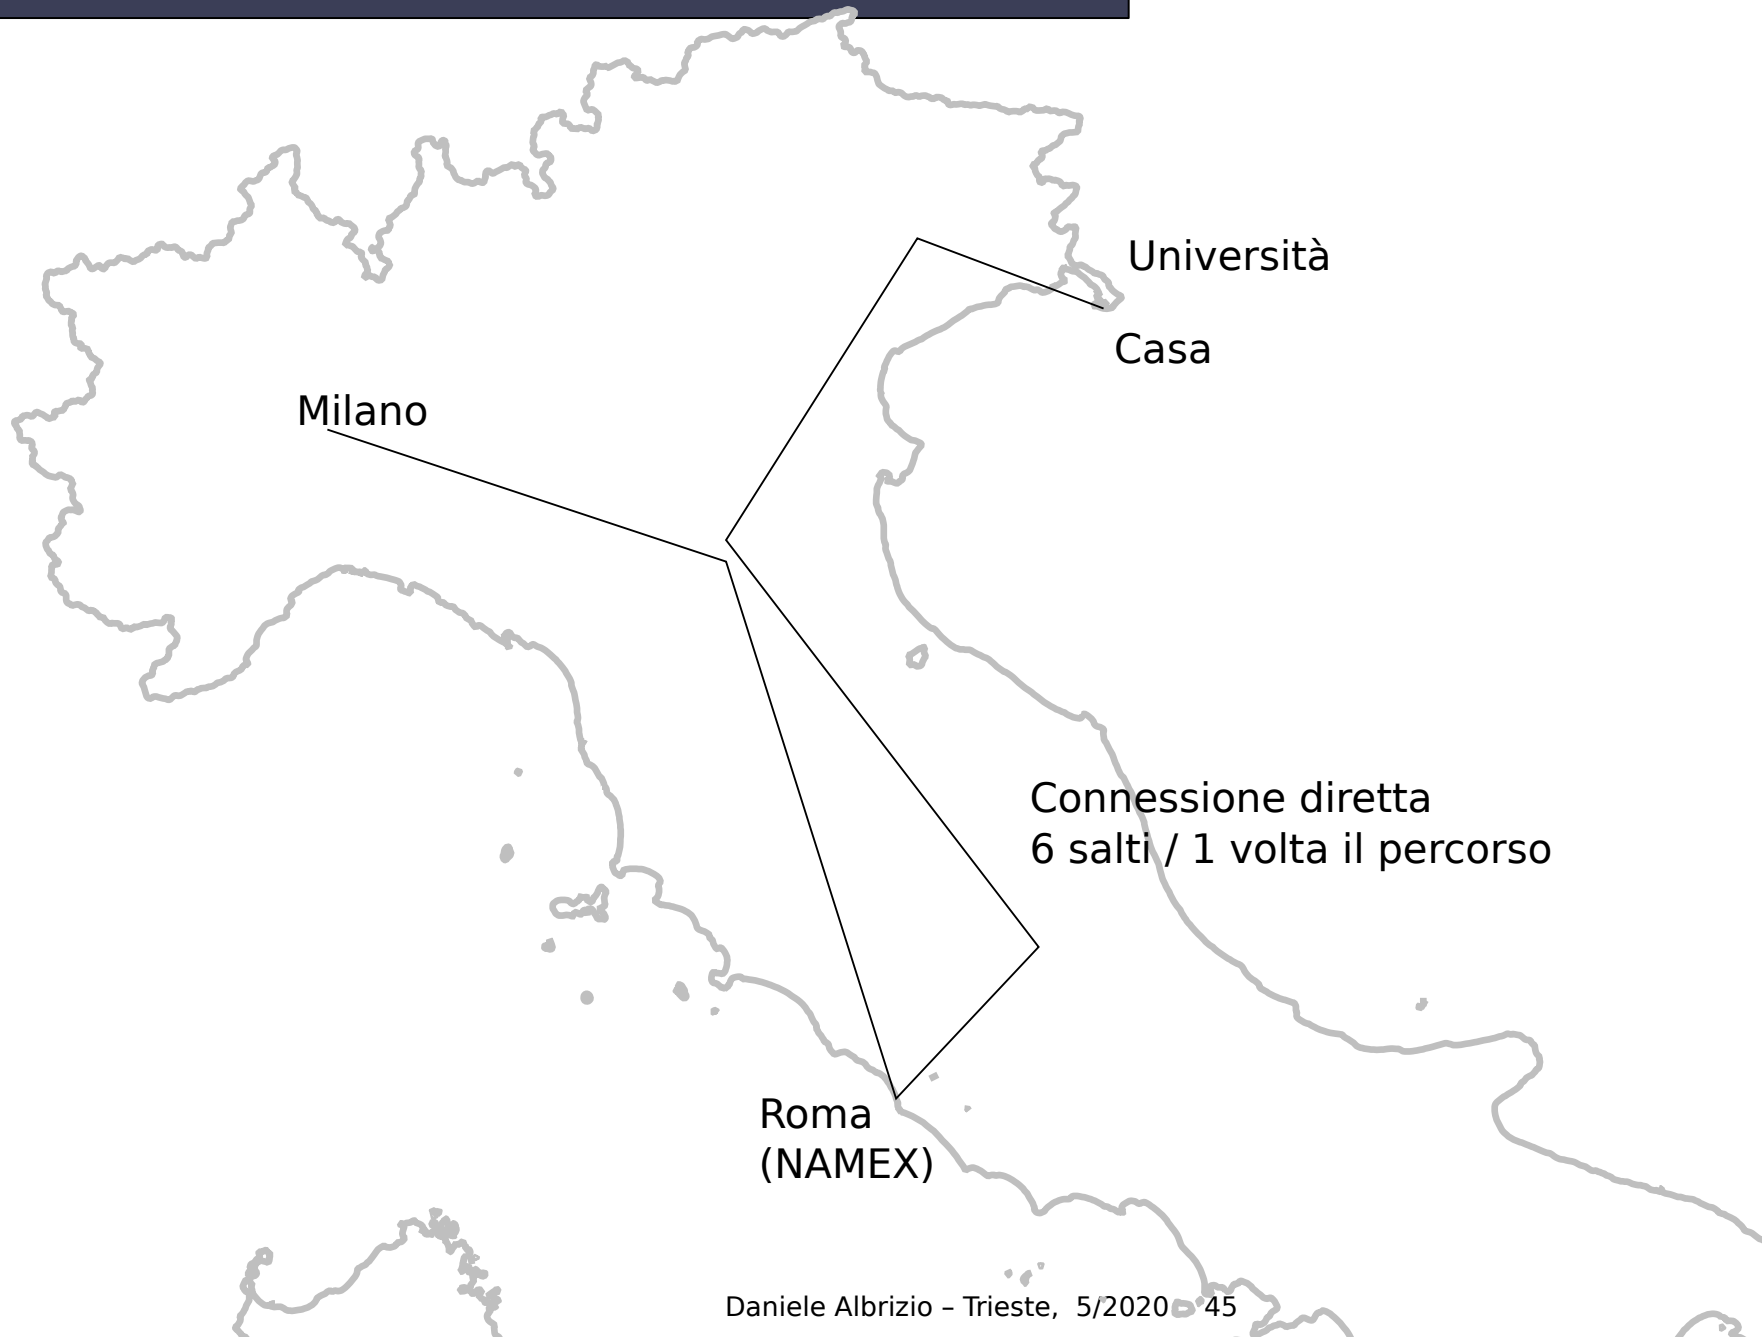 Università
Casa
Milano
Connessione diretta
6 salti / 1 volta il percorso
Roma
(NAMEX)
Daniele Albrizio – Trieste, 5/2020 45